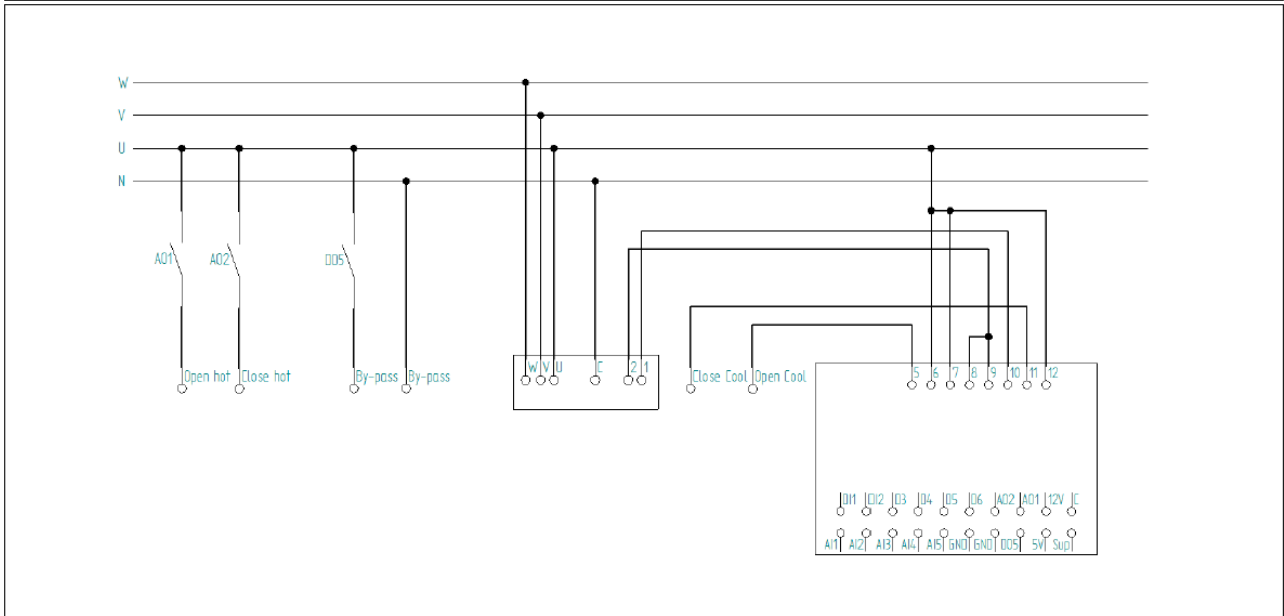 W
V
U
N
AO1 AO2 DO5
Open hot Close hot By-pass By-pass
W V U C 2 1
Close Cool Open Cool
5 6 7 8 9 10 11 12
DI1 DI2 D3 D4 D5 D6 AO2 AO1 12V C
AI1 AI2 AI3 AI4 AI5 GND GND DO5 5V Sup